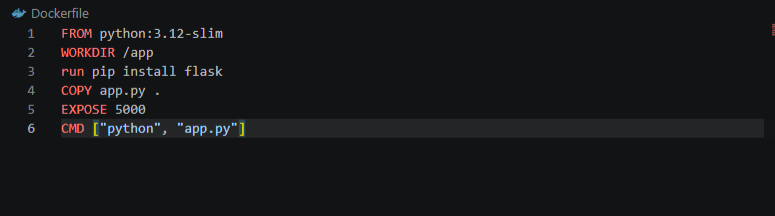 Dockerfile
1 FROM python:3.12-slim
2 WORKDIR /app
3 run pip install flask
4 COPY app.py .
5 EXPOSE 5000
6 CMD ["python", "app.py"]